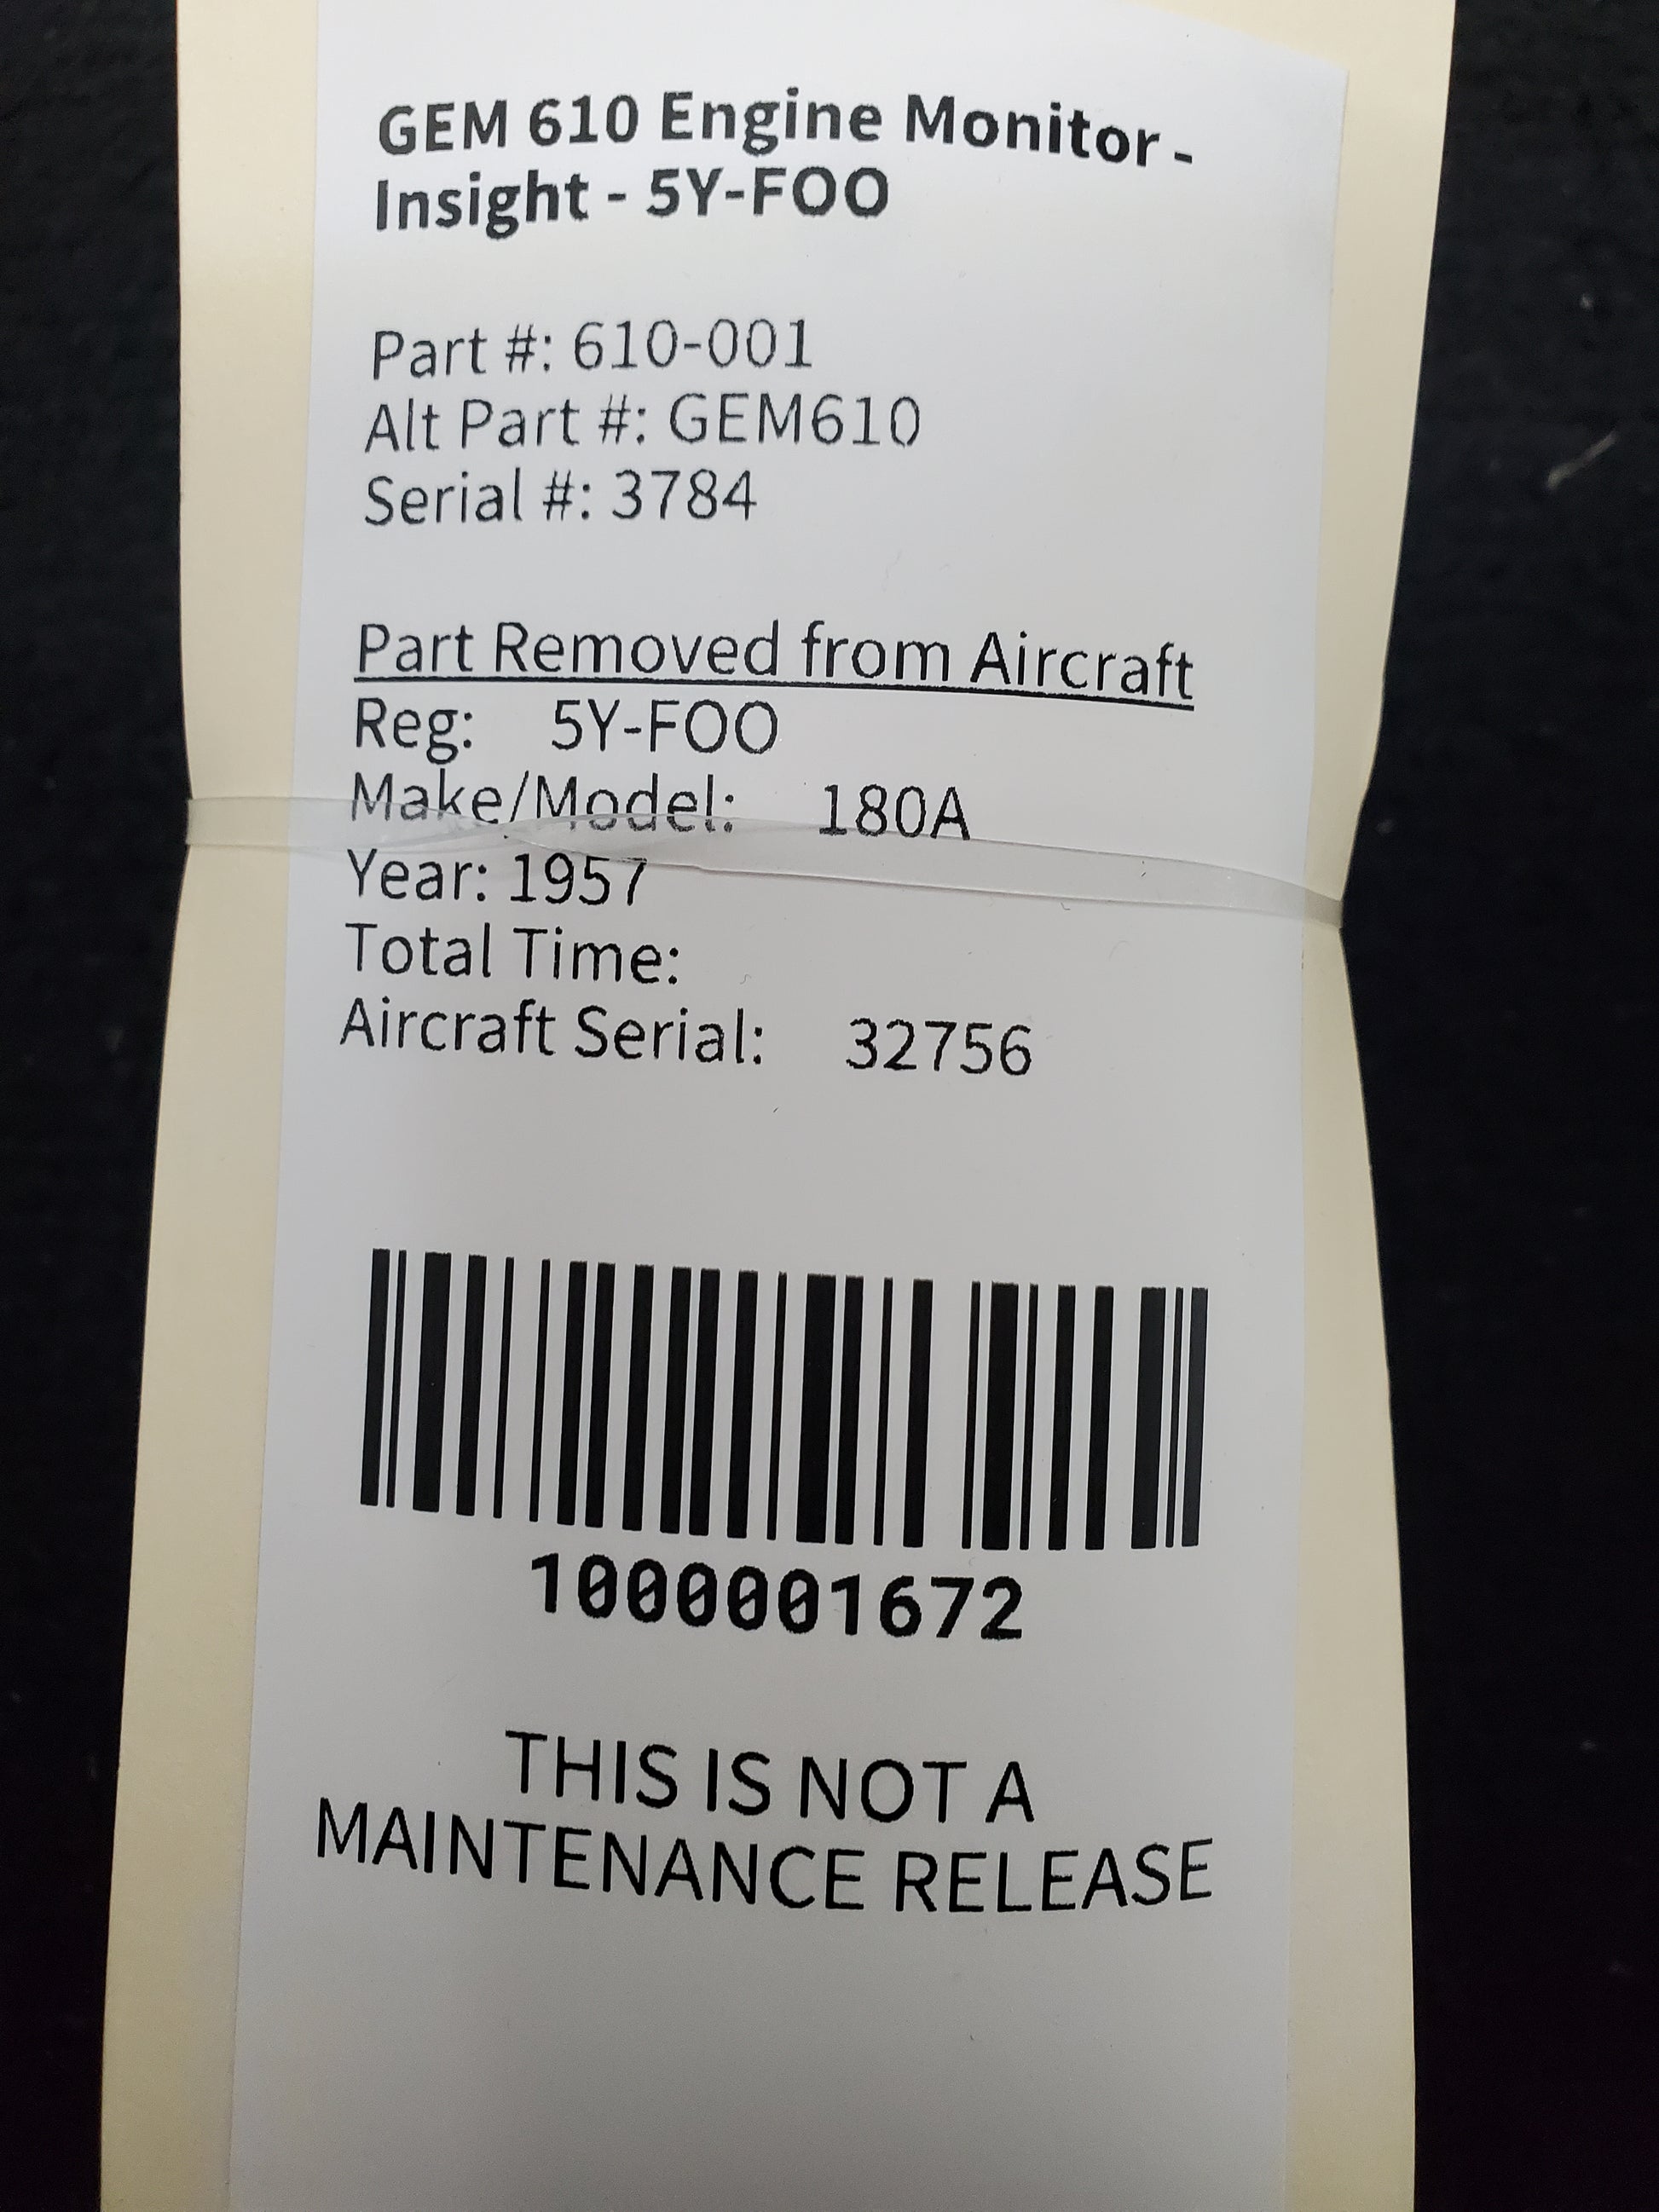 GEM 610 Engine Monitor -
Insight - 5Y-FOO
Part #: 610-001
Alt Part #: GEM610
Serial #: 3784
Part Removed from Aircraft
Reg: 5Y-FOO
Make/Model: 180A
Year: 1957
Total Time:
Aircraft Serial: 32756
1000001672
THIS IS NOT A
MAINTENANCE RELEASE